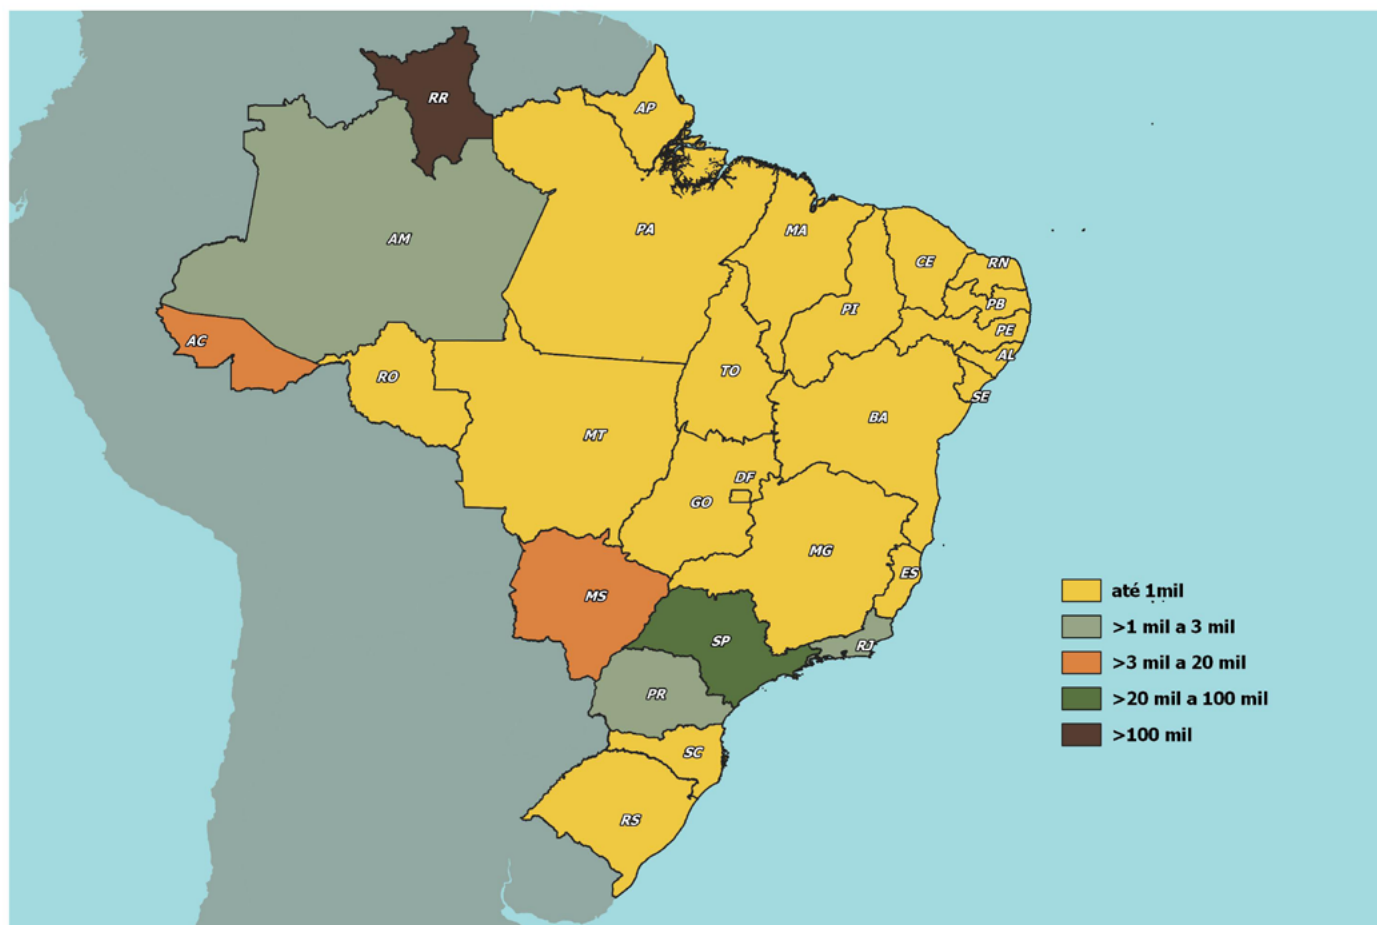 RR
AP
AM
PA
MA
CE
RN
PB
PI
PE
AC
AL
TO
RO
SE
BA
MT
DF
GO
MG
ES
MS
SP
RJ
PR
SC
RS
até 1mil
>1 mil a 3 mil
>3 mil a 20 mil
>20 mil a 100 mil
>100 mil